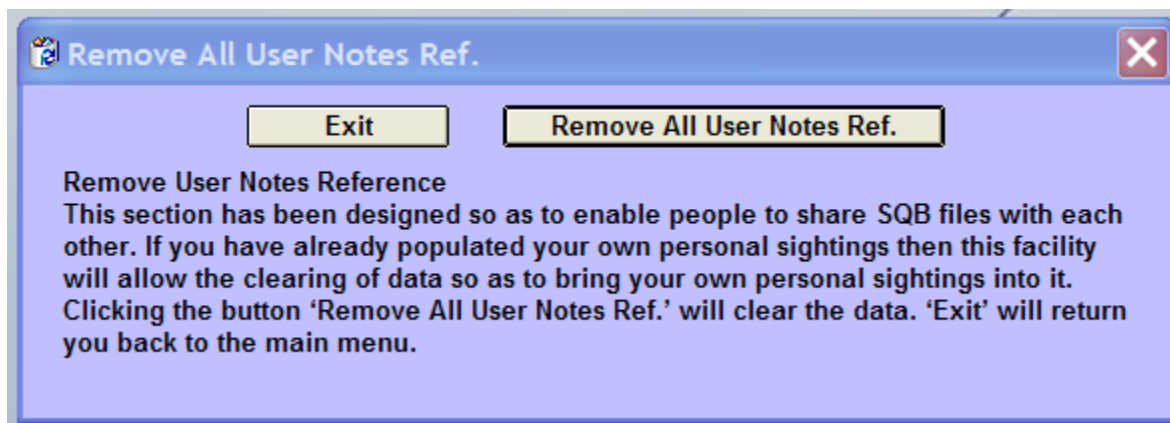 Remove All User Notes Ref.
Exit
Remove All User Notes Ref.
Remove User Notes Reference
This section has been designed so as to enable people to share SQB files with each
other. If you have already populated your own personal sightings then this facility
will allow the clearing of data so as to bring your own personal sightings into it.
Clicking the button ‘Remove All User Notes Ref.’ will clear the data. ‘Exit’ will return
you back to the main menu.